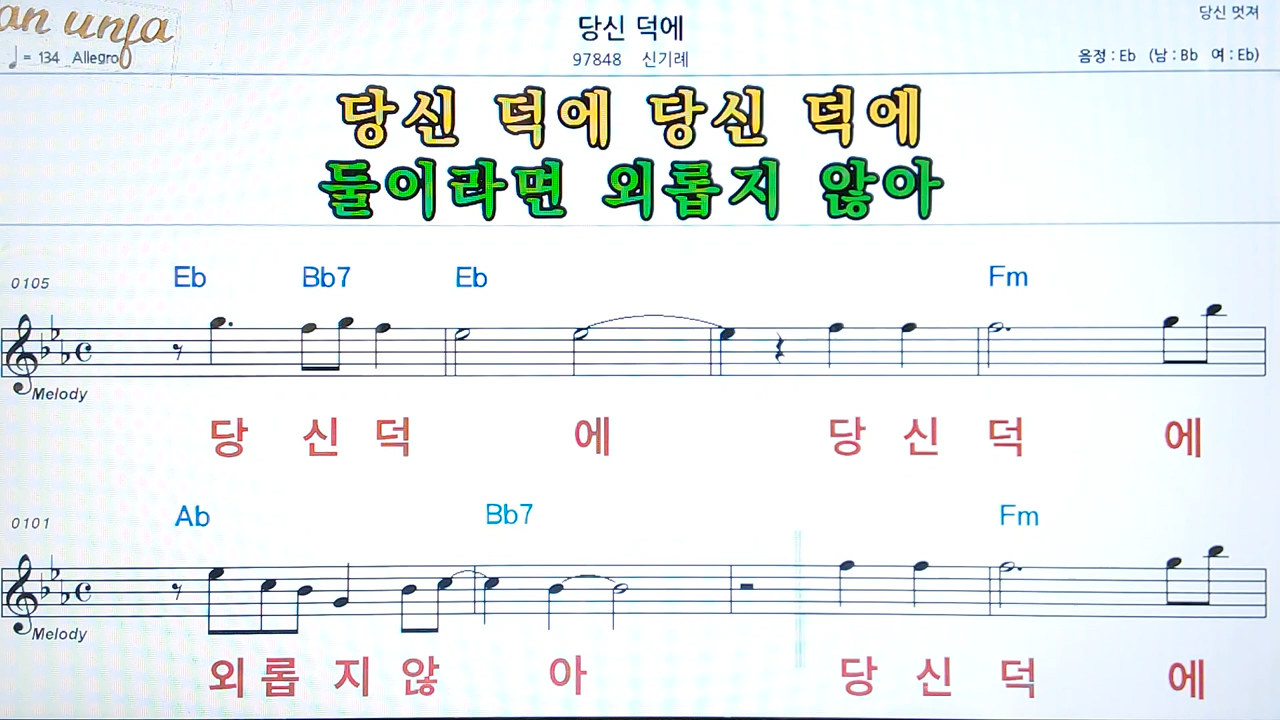 an unja
당신 덕에
당신 멋져
♩= 134 Allegro
97848 신기례
음정 : Eb (남 : Bb 여 : Eb)
당신 덕에 당신 덕에
둘이라면 외롭지 않아
0105 Eb Bb7 Eb Fm
Melody
당 신 덕 에 당 신 덕 에
0101 Ab Bb7 Fm
Melody
외 롭 지 않 아 당 신 덕 에